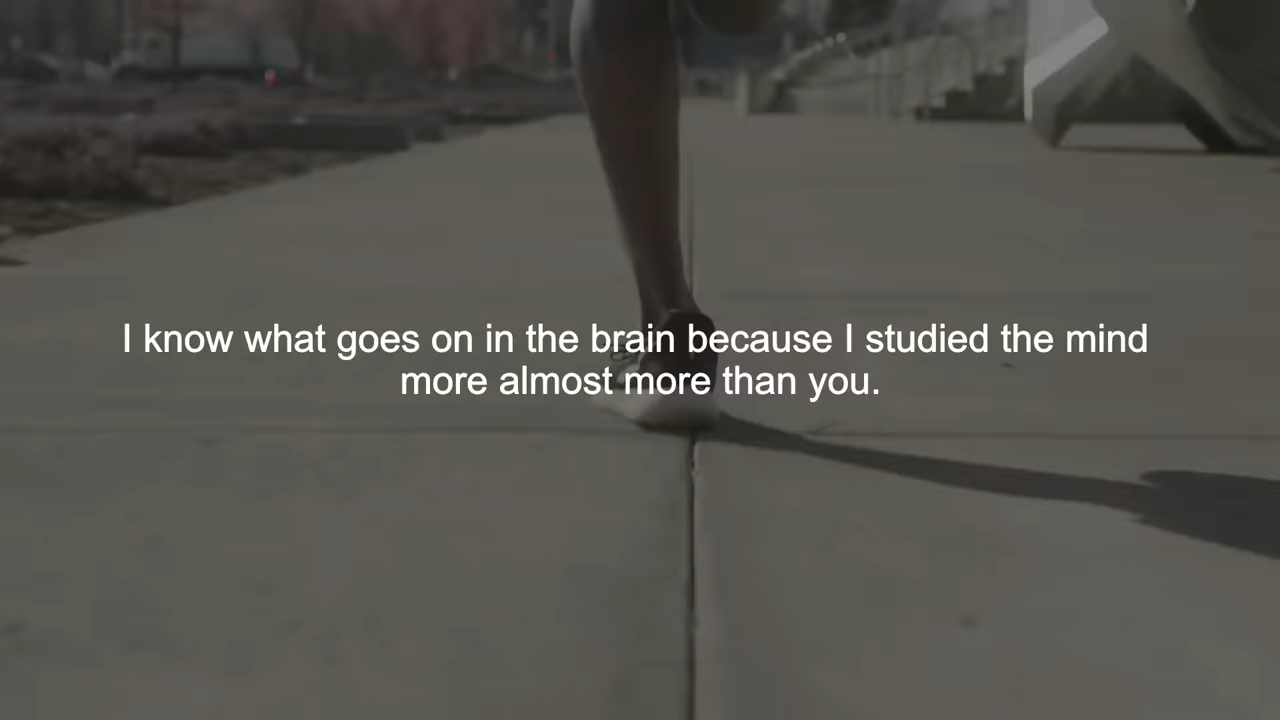 I know what goes on in the brain because I studied the mind
more almost more than you.